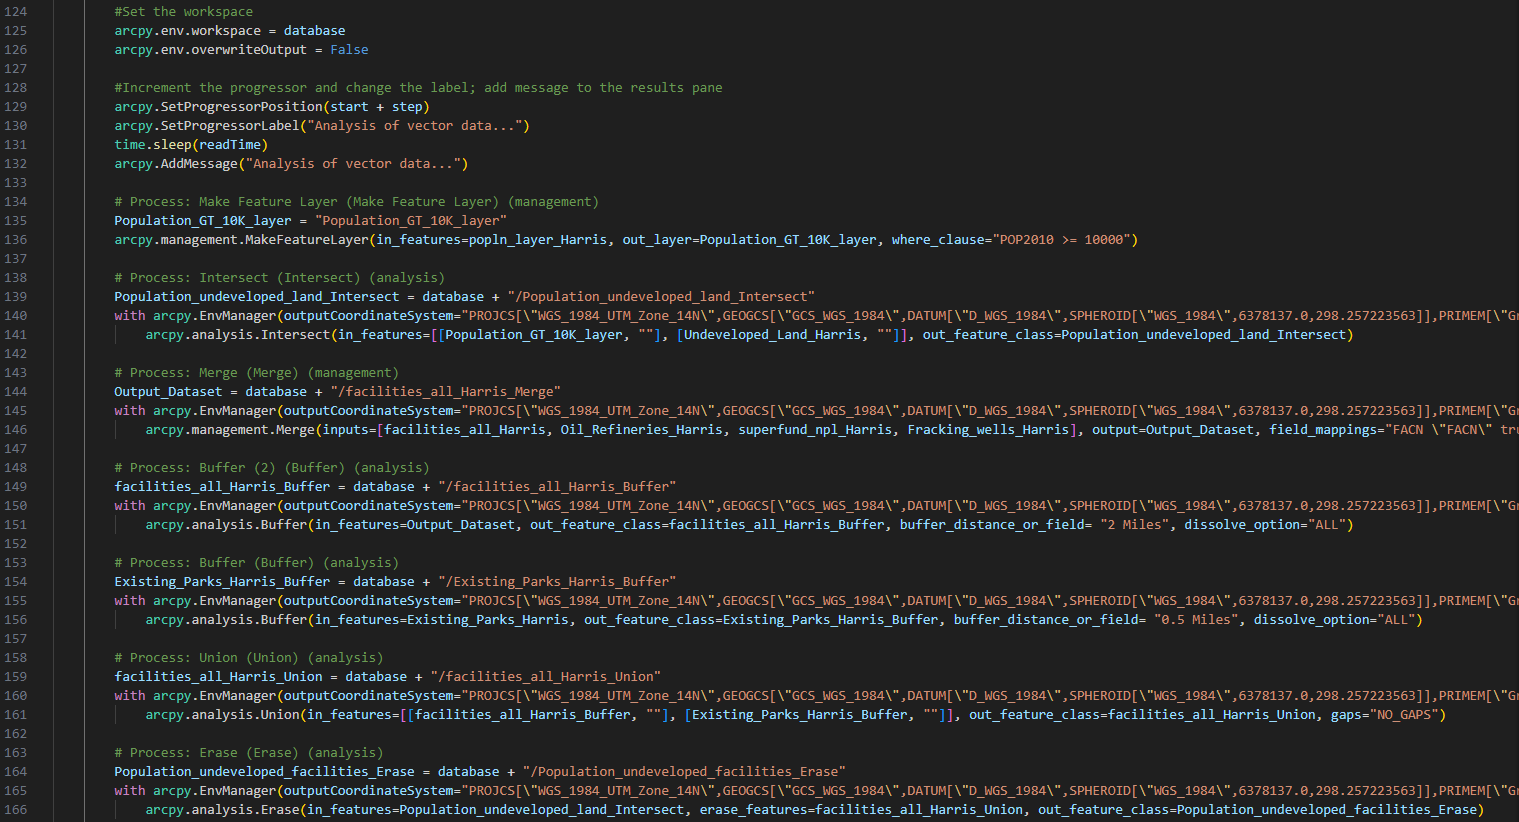 124 #Set the workspace
125 arcpy.env.workspace = database
126 arcpy.env.overwriteOutput = False
127
128 #Increment the progressor and change the label; add message to the results pane
129 arcpy.SetProgressorPosition(start + step)
130 arcpy.SetProgressorLabel("Analysis of vector data...")
131 time.sleep(readTime)
132 arcpy.AddMessage("Analysis of vector data...")
133
134 # Process: Make Feature Layer (Make Feature Layer) (management)
135 Population_GT_10K_layer = "Population_GT_10K_layer"
136 arcpy.management.MakeFeatureLayer(in_features=popln_layer_Harris, out_layer=Population_GT_10K_layer, where_clause="POP2010 >= 10000")
137
138 # Process: Intersect (Intersect) (analysis)
139 Population_undeveloped_land_Intersect = database + "/Population_undeveloped_land_Intersect"
140 with arcpy.EnvManager(outputCoordinateSystem="PROJCS[\"WGS_1984_UTM_Zone_14N\",GEOGCS[\"GCS_WGS_1984\",DATUM[\"D_WGS_1984\",SPHEROID[\"WGS_1984\",6378137.0,298.257223563]],PRIMEM[\"Gr
141 arcpy.analysis.Intersect(in_features=[[Population_GT_10K_layer, ""], [Undeveloped_Land_Harris, ""]], out_feature_class=Population_undeveloped_land_Intersect)
142
143 # Process: Merge (Merge) (management)
144 Output_Dataset = database + "/facilities_all_Harris_Merge"
145 with arcpy.EnvManager(outputCoordinateSystem="PROJCS[\"WGS_1984_UTM_Zone_14N\",GEOGCS[\"GCS_WGS_1984\",DATUM[\"D_WGS_1984\",SPHEROID[\"WGS_1984\",6378137.0,298.257223563]],PRIMEM[\"Gr
146 arcpy.management.Merge(inputs=[facilities_all_Harris, Oil_Refineries_Harris, superfund_npl_Harris, Fracking_wells_Harris], output=Output_Dataset, field_mappings="FACN \"FACN\" tru
147
148 # Process: Buffer (2) (Buffer) (analysis)
149 facilities_all_Harris_Buffer = database + "/facilities_all_Harris_Buffer"
150 with arcpy.EnvManager(outputCoordinateSystem="PROJCS[\"WGS_1984_UTM_Zone_14N\",GEOGCS[\"GCS_WGS_1984\",DATUM[\"D_WGS_1984\",SPHEROID[\"WGS_1984\",6378137.0,298.257223563]],PRIMEM[\"Gr
151 arcpy.analysis.Buffer(in_features=Output_Dataset, out_feature_class=facilities_all_Harris_Buffer, buffer_distance_or_field= "2 Miles", dissolve_option="ALL")
152
153 # Process: Buffer (Buffer) (analysis)
154 Existing_Parks_Harris_Buffer = database + "/Existing_Parks_Harris_Buffer"
155 with arcpy.EnvManager(outputCoordinateSystem="PROJCS[\"WGS_1984_UTM_Zone_14N\",GEOGCS[\"GCS_WGS_1984\",DATUM[\"D_WGS_1984\",SPHEROID[\"WGS_1984\",6378137.0,298.257223563]],PRIMEM[\"Gr
156 arcpy.analysis.Buffer(in_features=Existing_Parks_Harris, out_feature_class=Existing_Parks_Harris_Buffer, buffer_distance_or_field= "0.5 Miles", dissolve_option="ALL")
157
158 # Process: Union (Union) (analysis)
159 facilities_all_Harris_Union = database + "/facilities_all_Harris_Union"
160 with arcpy.EnvManager(outputCoordinateSystem="PROJCS[\"WGS_1984_UTM_Zone_14N\",GEOGCS[\"GCS_WGS_1984\",DATUM[\"D_WGS_1984\",SPHEROID[\"WGS_1984\",6378137.0,298.257223563]],PRIMEM[\"Gr
161 arcpy.analysis.Union(in_features=[[facilities_all_Harris_Buffer, ""], [Existing_Parks_Harris_Buffer, ""]], out_feature_class=facilities_all_Harris_Union, gaps="NO_GAPS")
162
163 # Process: Erase (Erase) (analysis)
164 Population_undeveloped_facilities_Erase = database + "/Population_undeveloped_facilities_Erase"
165 with arcpy.EnvManager(outputCoordinateSystem="PROJCS[\"WGS_1984_UTM_Zone_14N\",GEOGCS[\"GCS_WGS_1984\",DATUM[\"D_WGS_1984\",SPHEROID[\"WGS_1984\",6378137.0,298.257223563]],PRIMEM[\"Gr
166 arcpy.analysis.Erase(in_features=Population_undeveloped_land_Intersect, erase_features=facilities_all_Harris_Union, out_feature_class=Population_undeveloped_facilities_Erase)